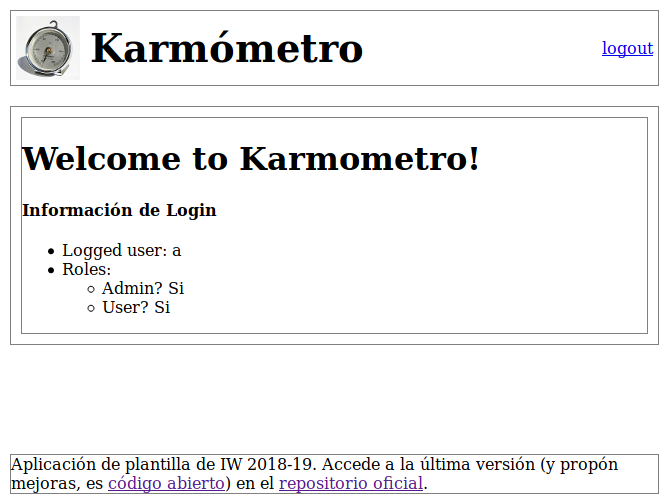 Karmómetro
logout
Welcome to Karmometro!
Información de Login
Logged user: a
Roles:
Admin? Si
User? Si
Aplicación de plantilla de IW 2018-19. Accede a la última versión (y propón
mejoras, es código abierto) en el repositorio oficial.